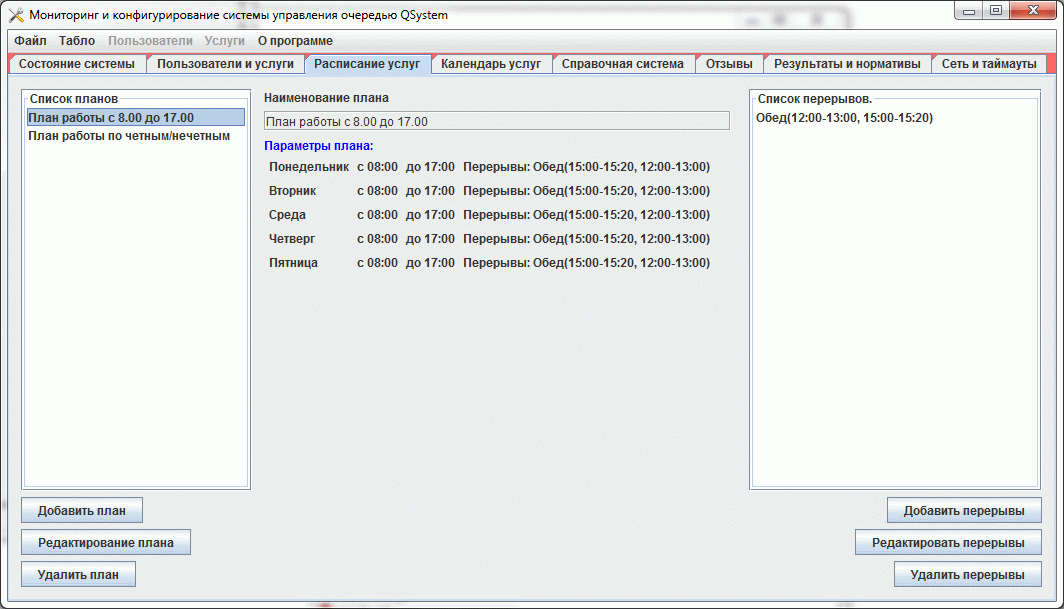 Мониторинг и конфигурирование системы управления очередью QSystem
Файл Табло Пользователи Услуги О программе
Состояние системы Пользователи и услуги Расписание услуг Календарь услуг Справочная система Отзывы Результаты и нормативы Сеть и таймауты
Список планов
План работы с 8.00 до 17.00
План работы по четным/нечетным
Наименование плана
План работы с 8.00 до 17.00
Параметры плана:
Понедельник с 08:00 до 17:00 Перерывы: Обед(15:00-15:20, 12:00-13:00)
Вторник с 08:00 до 17:00 Перерывы: Обед(15:00-15:20, 12:00-13:00)
Среда с 08:00 до 17:00 Перерывы: Обед(15:00-15:20, 12:00-13:00)
Четверг с 08:00 до 17:00 Перерывы: Обед(15:00-15:20, 12:00-13:00)
Пятница с 08:00 до 17:00 Перерывы: Обед(15:00-15:20, 12:00-13:00)
Список перерывов.
Обед(12:00-13:00, 15:00-15:20)
Добавить план
Редактирование плана
Удалить план
Добавить перерывы
Редактировать перерывы
Удалить перерывы